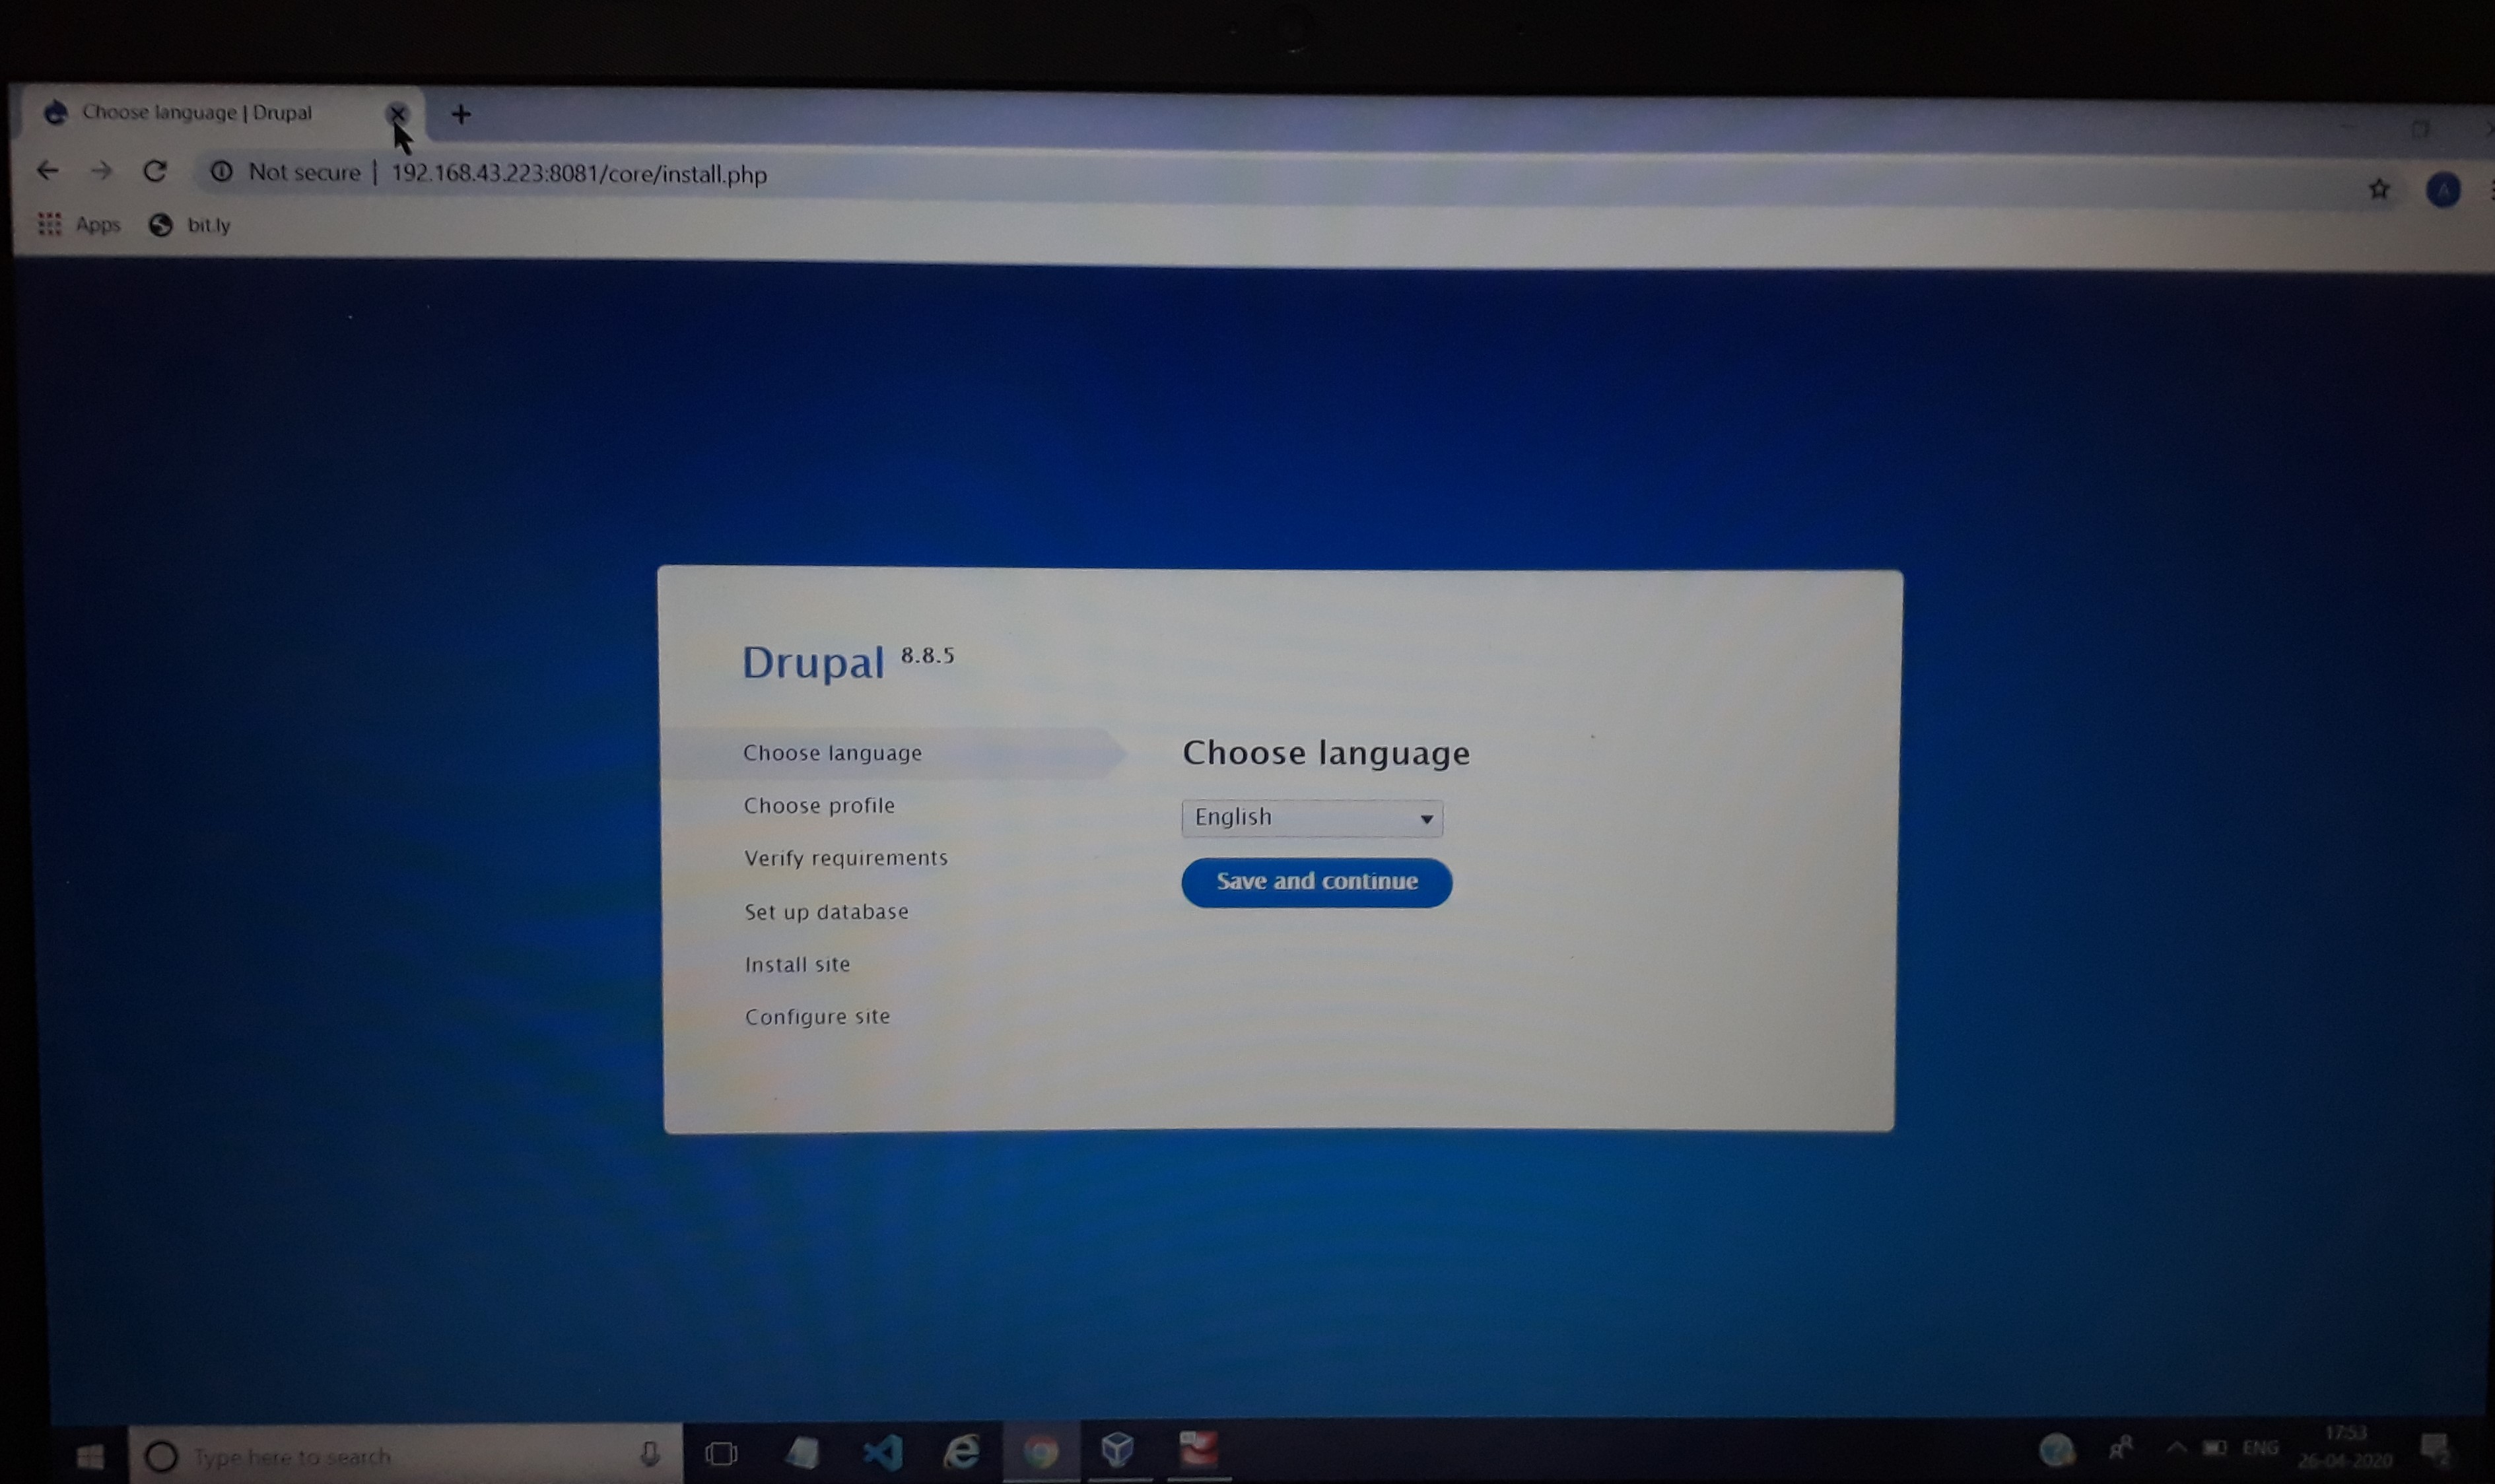 Choose language | Drupal
Not secure | 192.168.43.223:8081/core/install.php
Apps bit.ly
A
Drupal 8.8.5
Choose language
Choose profile
Verify requirements
Set up database
Install site
Configure site
Choose language
English
Save and continue
Type here to search
ENG
17:53
26-04-2020
2